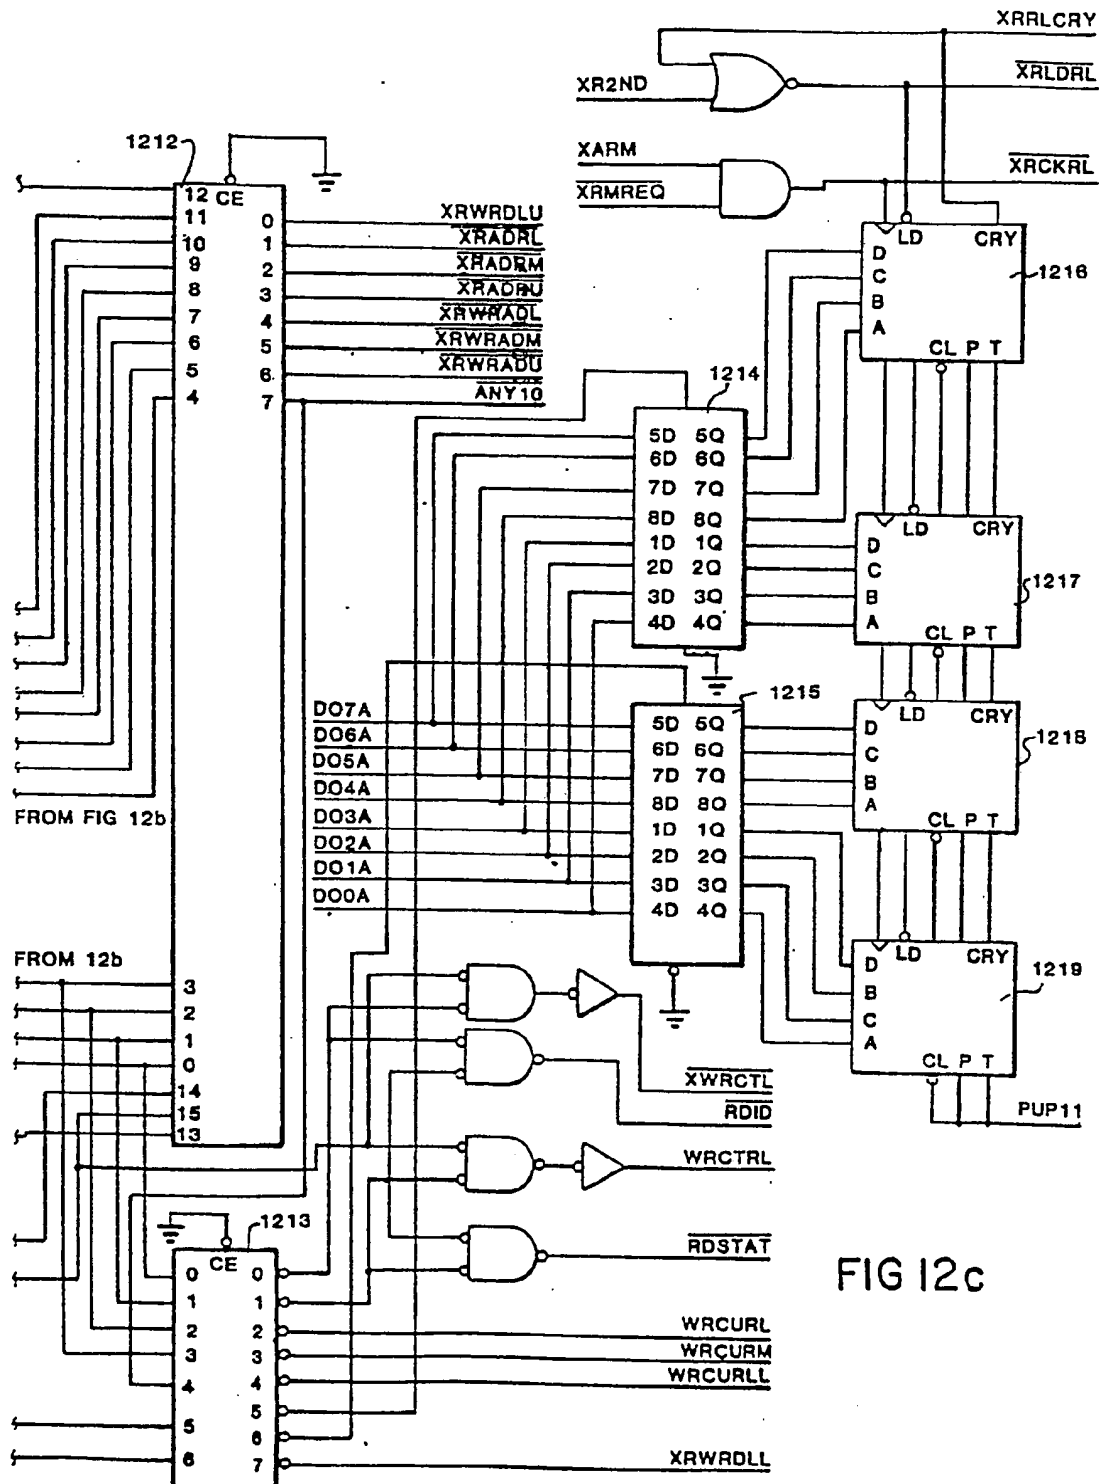 XRRLCRY
XR2ND
XRLDRL
1212
XARM
XRCKRL
XRMREQ
12
CE
11
0
XRWRDLU
LD
CRY
10
1
XRADRL
D
9
2
XRADRM
C
1216
8
3
XRADRU
B
7
4
XRWRADL
A
6
5
XRWRADM
CL P T
5
6
XRWRADU
1214
4
7
ANY10
5D 5Q
6D 6Q
7D 7Q
8D 8Q
LD
CRY
1D 1Q
D
2D 2Q
C
1217
3D 3Q
B
4D 4Q
A
CL P T
1215
DO7A
5D 5Q
LD
CRY
D
DO6A
6D 6Q
C
1218
DO5A
7D 7Q
B
DO4A
8D 8Q
A
FROM FIG 12b
DO3A
1D 1Q
CL P T
DO2A
2D 2Q
DO1A
3D 3Q
DO0A
4D 4Q
FROM 12b
LD
CRY
3
D
1219
2
B
1
C
0
A
14
CL P T
15
XWRCTL
13
RDID
PUP11
WRCTRL
1213
RDSTAT
CE
FIG 12c
0
0
1
1
2
2
WRCURL
3
3
WRCURM
4
4
WRCURLL
5
5
6
6
7
XRWRDLL